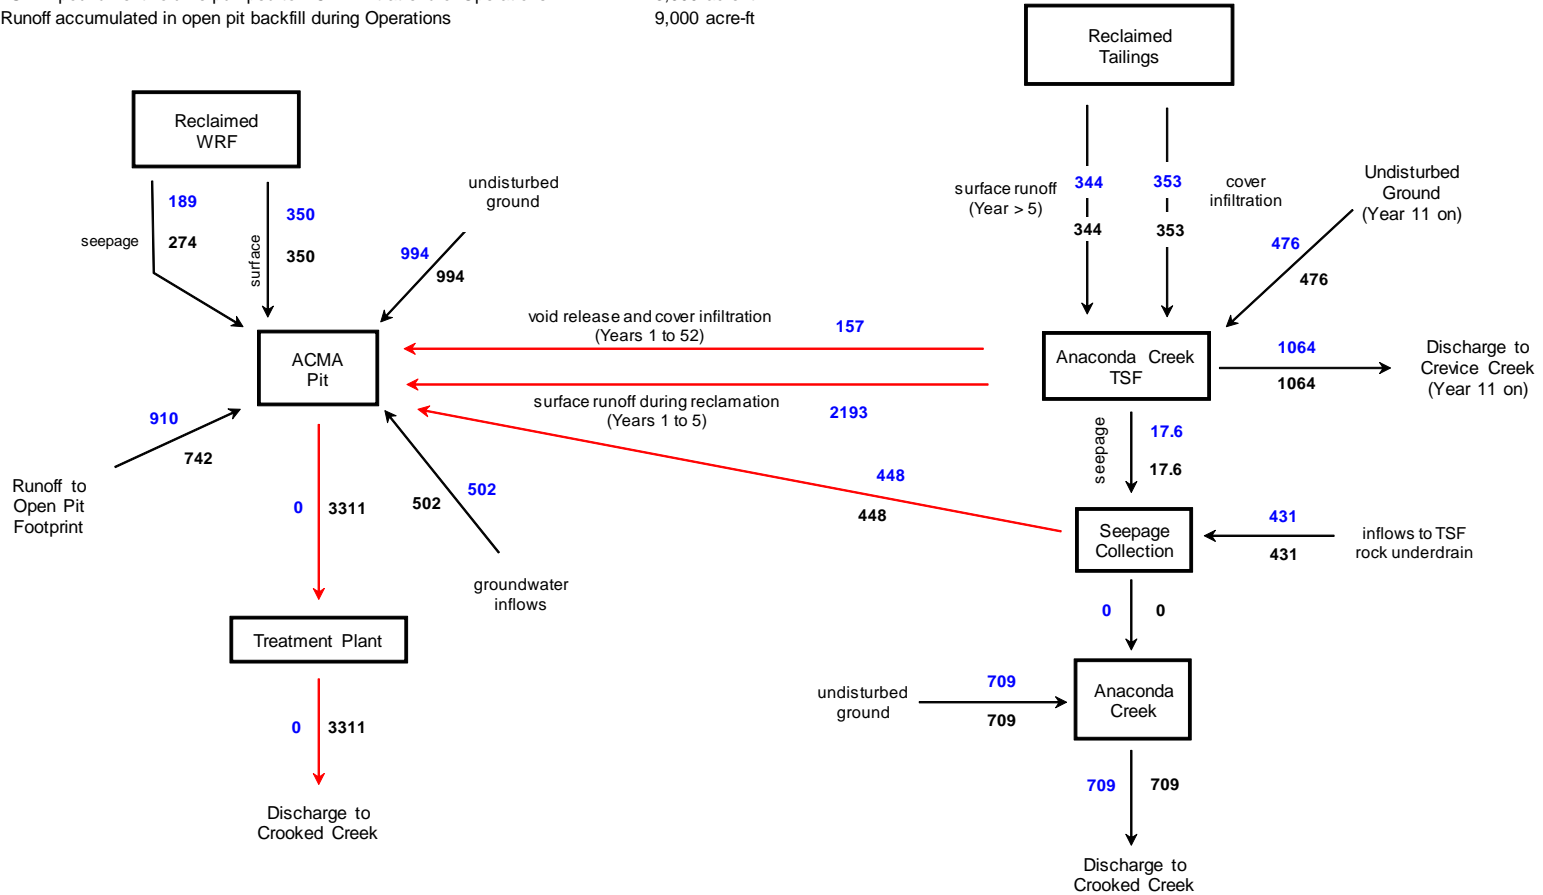 Runoff accumulated in open pit backfill during Operations 9,000 acre-ft
Reclaimed
Tailings
Reclaimed
WRF
undisturbed
ground
189
350
seepage
274
surface
350
994
994
surface runoff
(Year > 5)
344
353
cover
infiltration
344
353
Undisturbed
Ground
(Year 11 on)
476
476
void release and cover infiltration
(Years 1 to 52)
157
ACMA
Pit
Anaconda Creek
TSF
1064
1064
Discharge to
Crevice Creek
(Year 11 on)
surface runoff during reclamation
(Years 1 to 5)
2193
910
742
Runoff to
Open Pit
Footprint
seepage
17.6
17.6
448
448
502
502
0
3311
groundwater
inflows
Seepage
Collection
431
431
inflows to TSF
rock underdrain
0
0
Treatment Plant
undisturbed
ground
709
709
Anaconda
Creek
0
3311
709
709
Discharge to
Crooked Creek
Discharge to
Crooked Creek